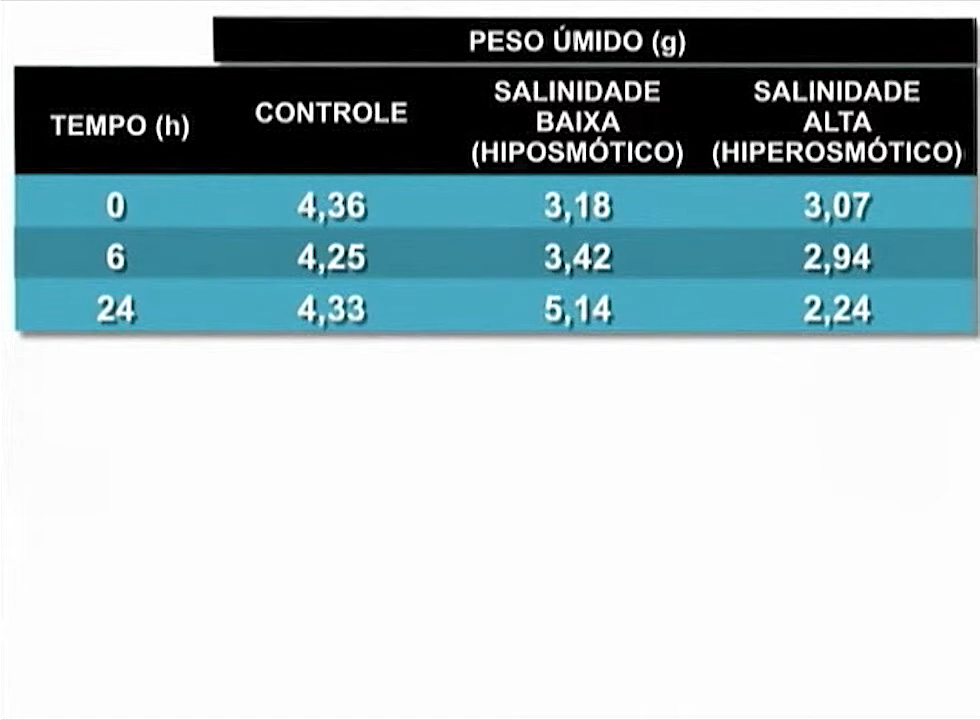 PESO ÚMIDO (g)
TEMPO (h) CONTROLE SALINIDADE BAIXA (HIPOSMÓTICO) SALINIDADE ALTA (HIPEROSMÓTICO)
0 4,36 3,18 3,07
6 4,25 3,42 2,94
24 4,33 5,14 2,24